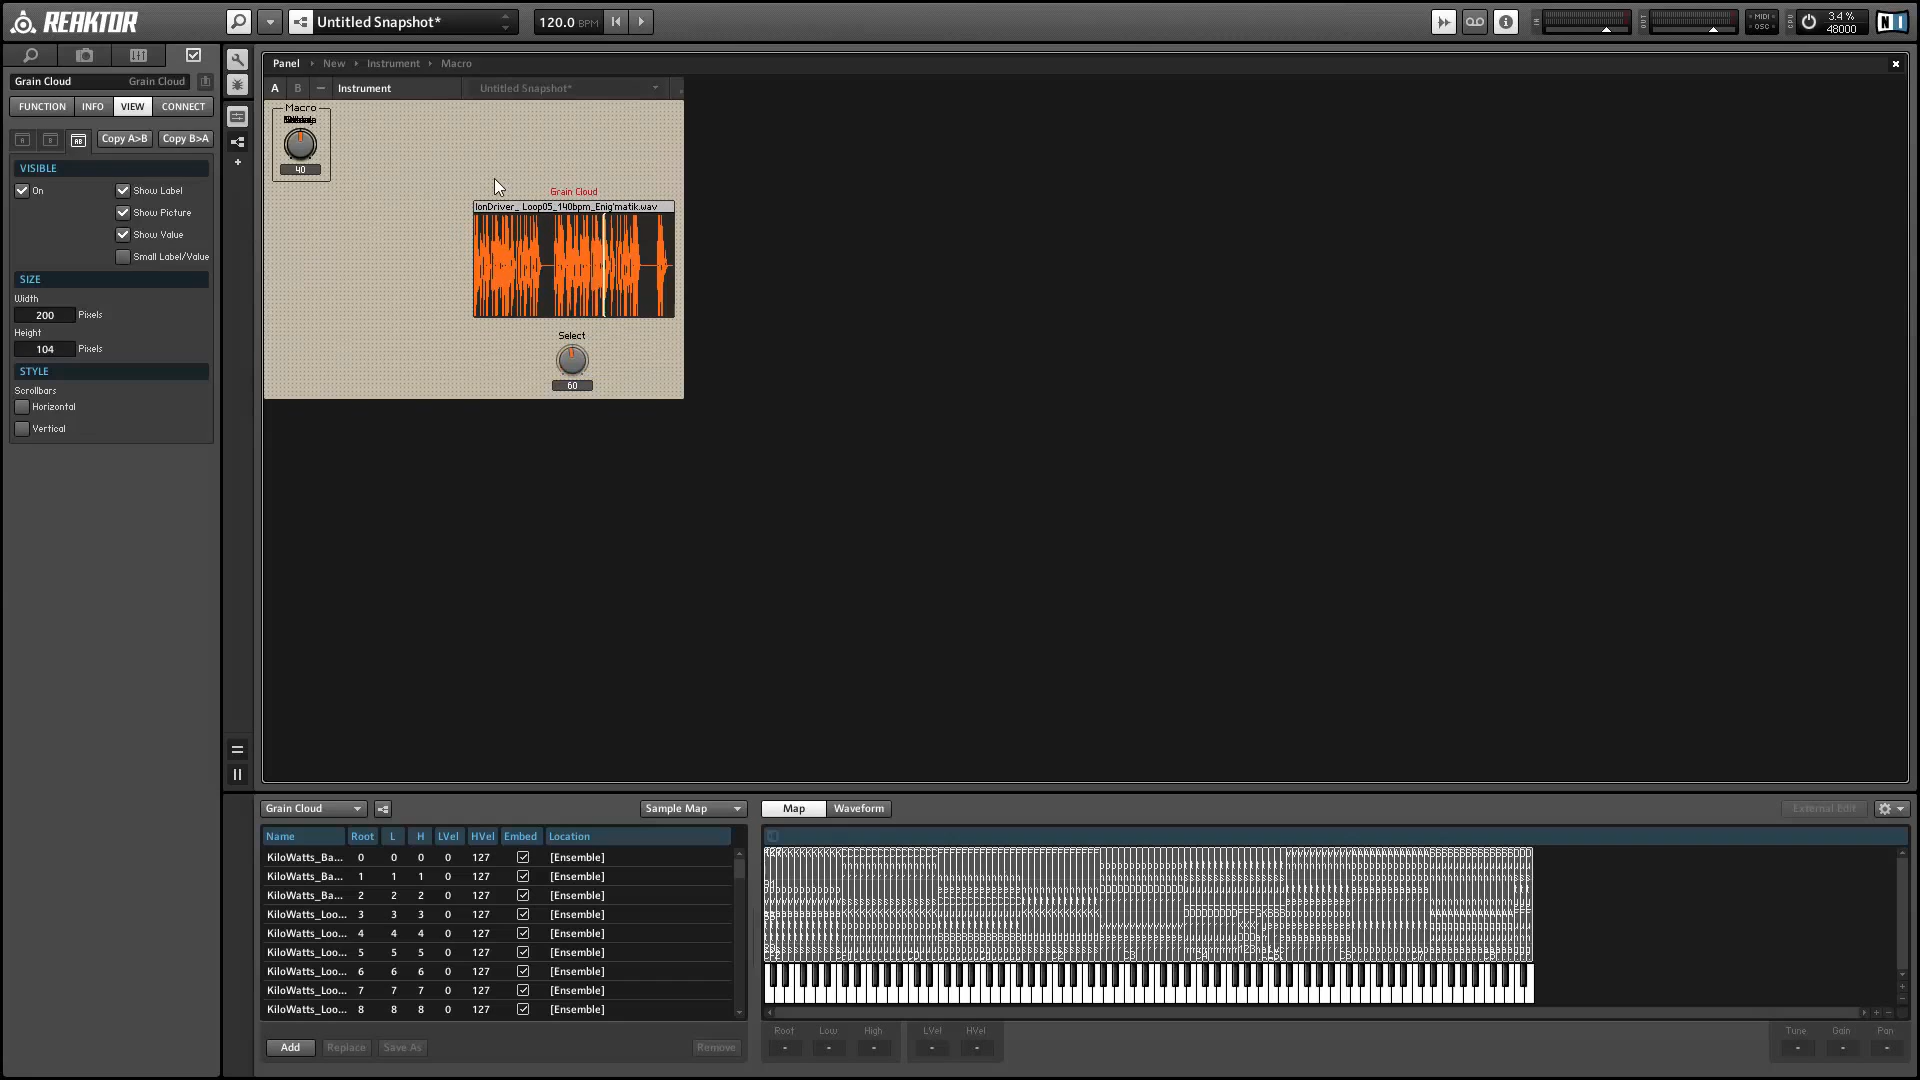 REAKTOR
Untitled Snapshot*
120.0 BPM
IN
OUT
MIDI
OSC
CPU
3.4 %
48000
NI
Grain Cloud
Grain Cloud
FUNCTION
INFO
VIEW
CONNECT
A
B
AB
Copy A>B
Copy B>A
VISIBLE
On
Show Label
Show Picture
Show Value
Small Label/Value
SIZE
Width
200
Pixels
Height
104
Pixels
STYLE
Scrollbars
Horizontal
Vertical
Panel
New
Instrument
Macro
A
B
Instrument
Untitled Snapshot*
Macro
40
Grain Cloud
IonDriver_ Loop05_140bpm_Enig'matik.wav
Select
60
Grain Cloud
Sample Map
Map
Waveform
External Edit
Name Root L H LVel HVel Embed Location
KiloWatts_Ba... 0 0 0 0 127 [Ensemble]
KiloWatts_Ba... 1 1 1 0 127 [Ensemble]
KiloWatts_Ba... 2 2 2 0 127 [Ensemble]
KiloWatts_Loo... 3 3 3 0 127 [Ensemble]
KiloWatts_Loo... 4 4 4 0 127 [Ensemble]
KiloWatts_Loo... 5 5 5 0 127 [Ensemble]
KiloWatts_Loo... 6 6 6 0 127 [Ensemble]
KiloWatts_Loo... 7 7 7 0 127 [Ensemble]
KiloWatts_Loo... 8 8 8 0 127 [Ensemble]
Add
Replace
Save As
Remove
Root
Low
High
LVel
HVel
Tune
Gain
Pan
- - - - - - - -